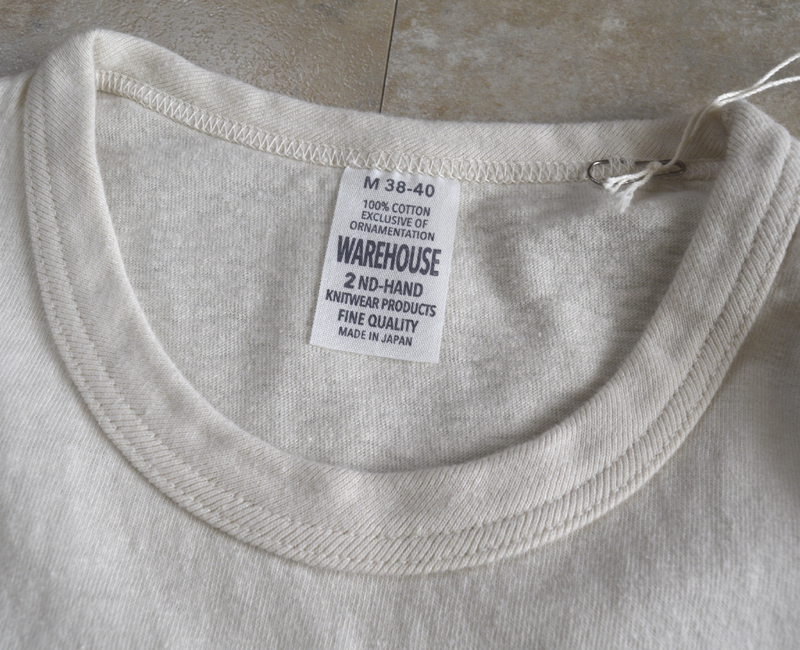 M 38-40
100% COTTON
EXCLUSIVE OF
ORNAMENTATION
WAREHOUSE
2 ND-HAND
KNITWEAR PRODUCTS
FINE QUALITY
MADE IN JAPAN